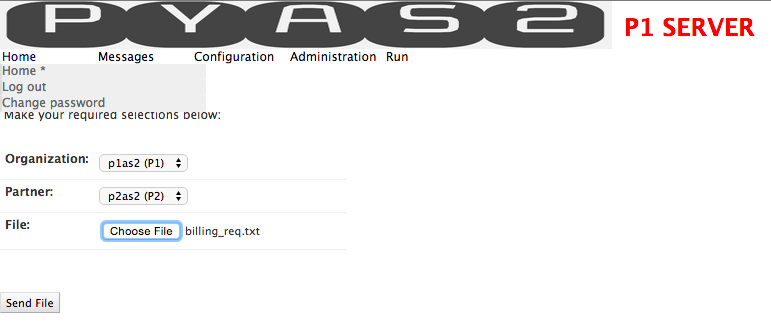 PYAS2 P1 SERVER
Home Messages Configuration Administration Run
Home *
Log out
Change password
Make your required selections below:
Organization: p1as2 (P1)
Partner: p2as2 (P2)
File: Choose File billing_req.txt
Send File